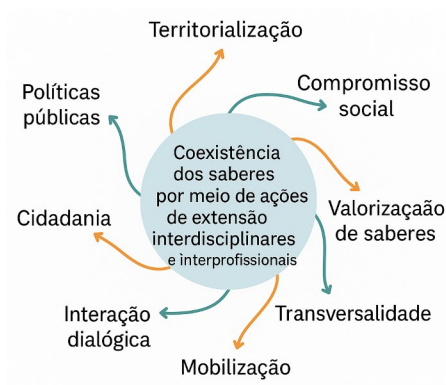 Territorialização
Compromisso
social
Políticas
públicas
Coexistência
dos saberes
por meio de ações
de extensão
interdisciplinares
e interprofissionais
Valorizaçaão
de saberes
Cidadania
Transversalidade
Interação
dialógica
Mobilização